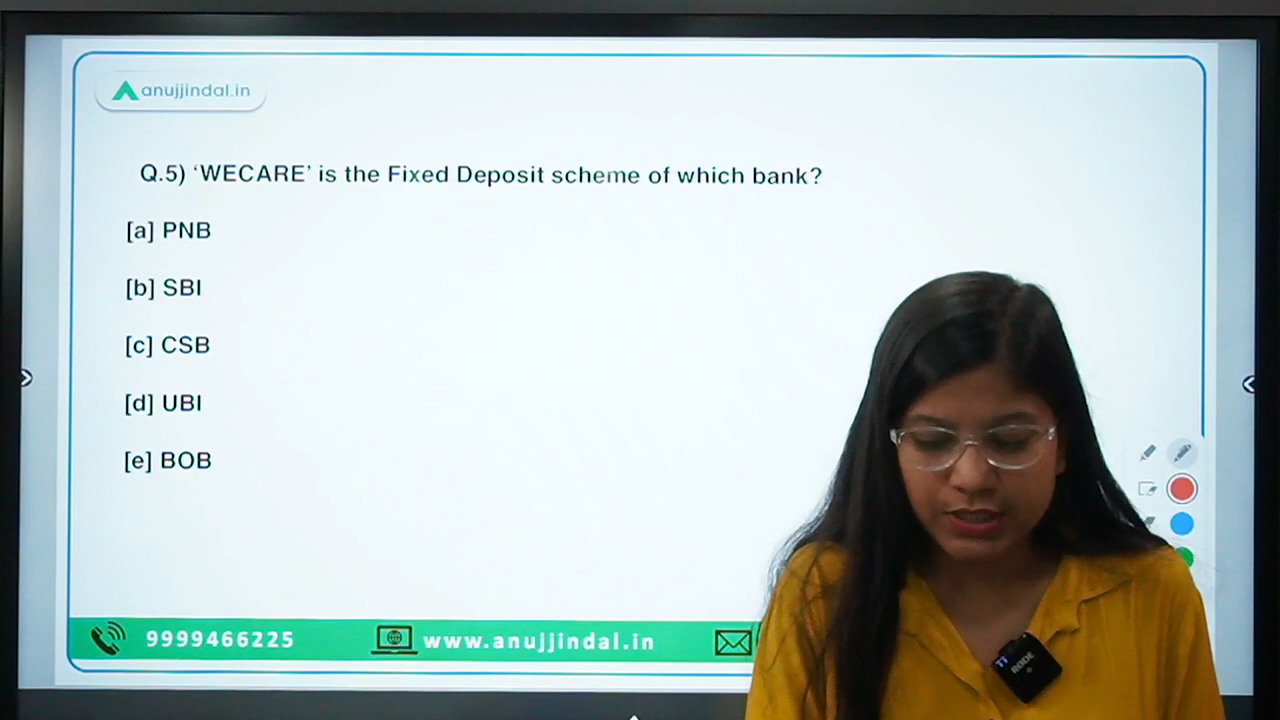 anujjindal.in
Q.5) ‘WECARE’ is the Fixed Deposit scheme of which bank?
[a] PNB
[b] SBI
[c] CSB
[d] UBI
[e] BOB
9999466225
www.anujjindal.in
RODE